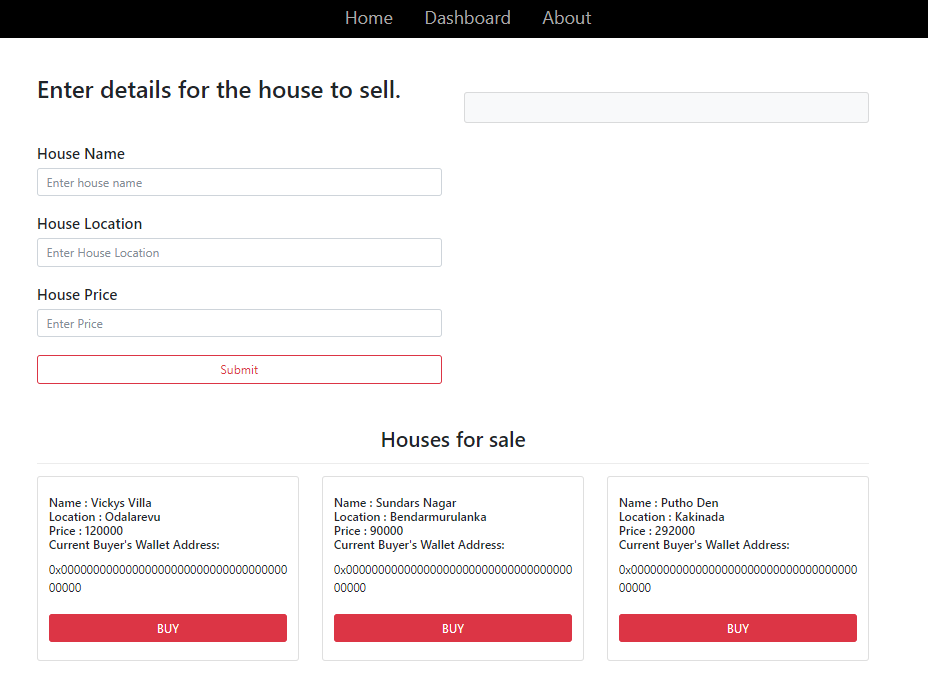 Home Dashboard About
Enter details for the house to sell.
House Name
Enter house name
House Location
Enter House Location
House Price
Enter Price
Submit
Houses for sale
Name : Vickys Villa
Location : Odalarevu
Price : 120000
Current Buyer's Wallet Address:
0x00000000000000000000000000000000000
00000
BUY
Name : Sundars Nagar
Location : Bendarmurulanka
Price : 90000
Current Buyer's Wallet Address:
0x00000000000000000000000000000000000
00000
BUY
Name : Putho Den
Location : Kakinada
Price : 292000
Current Buyer's Wallet Address:
0x00000000000000000000000000000000000
00000
BUY